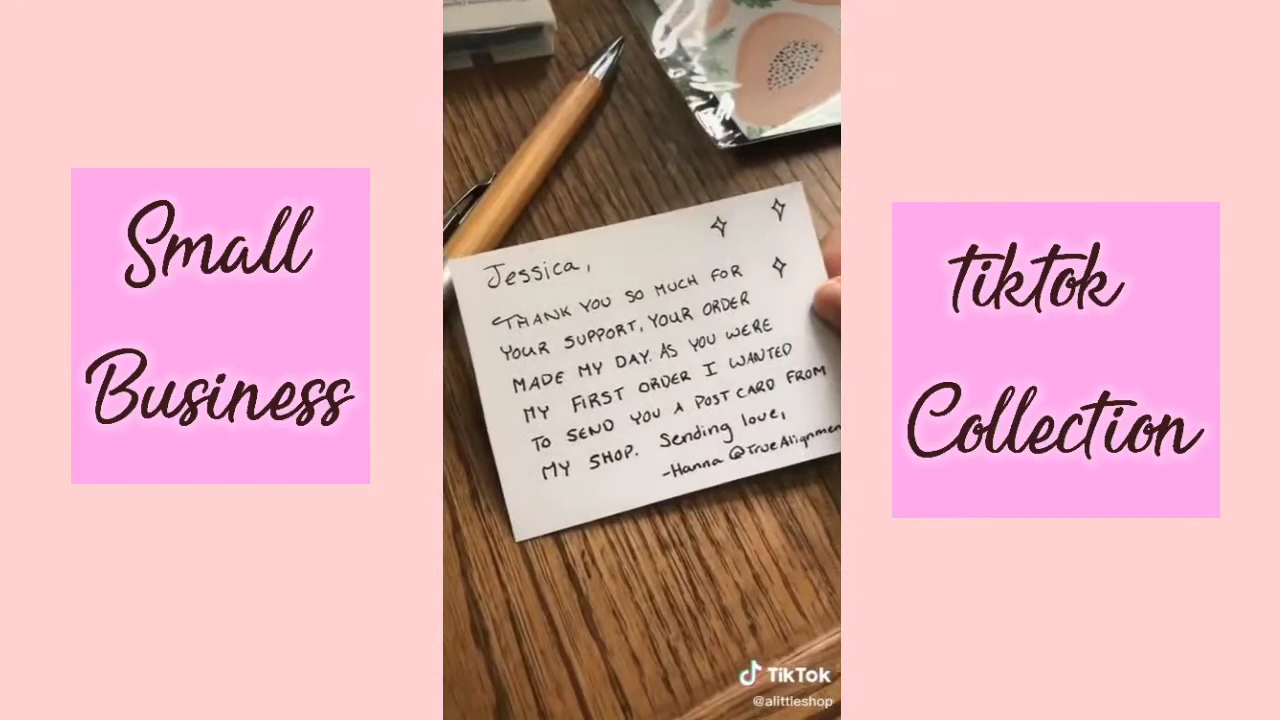 Small
Business
Jessica,
THANK YOU SO MUCH FOR
YOUR SUPPORT, YOUR ORDER
MADE MY DAY. AS YOU WERE
MY FIRST ORDER I WANTED
TO SEND YOU A POST CARD FROM
MY SHOP. Sending love,
-Hanna @TrueAlignmen
tiktok
Collection
TikTok
@alittleshop